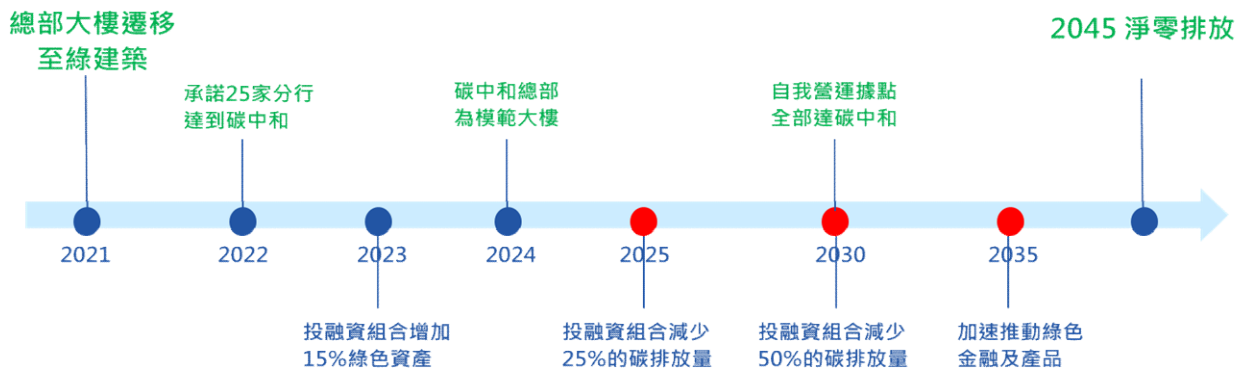 總部大樓遷移
至綠建築
2045 淨零排放
承諾25家分行
達到碳中和
碳中和總部
為模範大樓
自我營運據點
全部達碳中和
2021
2022
2023
2024
2025
2030
2035
投融資組合增加
15%綠色資產
投融資組合減少
25%的碳排放量
投融資組合減少
50%的碳排放量
加速推動綠色
金融及產品